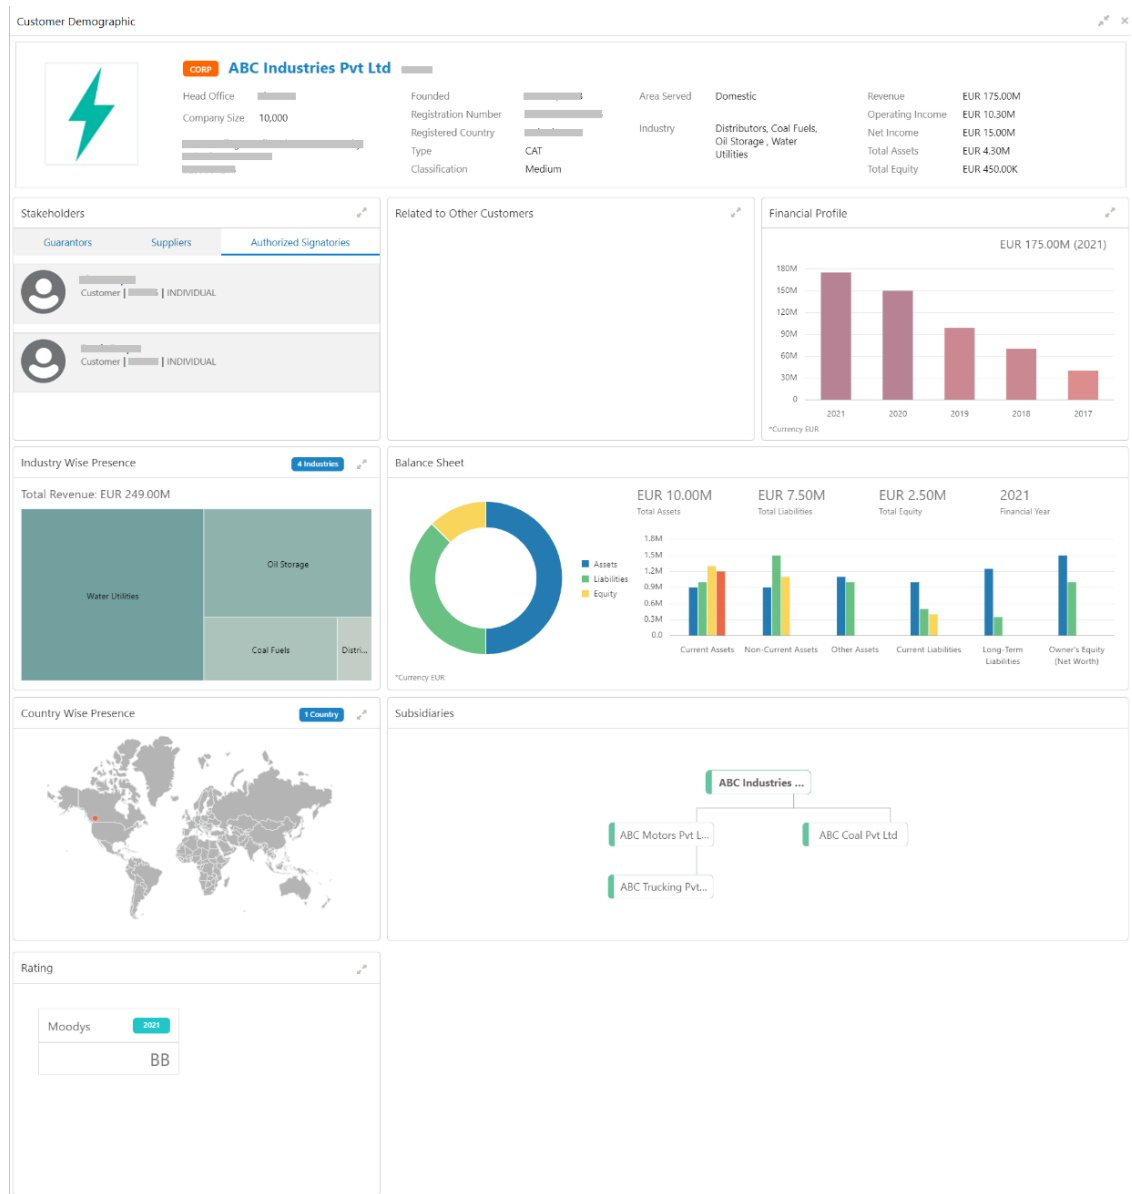 Customer Demographic
CORP ABC Industries Pvt Ltd
Head Office
Company Size 10,000
Founded
Registration Number
Registered Country
Type CAT
Classification Medium
Area Served Domestic
Industry Distributors, Coal Fuels,
Oil Storage , Water
Utilities
Revenue EUR 175.00M
Operating Income EUR 10.30M
Net Income EUR 15.00M
Total Assets EUR 4.30M
Total Equity EUR 450.00K
Stakeholders
Guarantors Suppliers Authorized Signatories
Customer | | INDIVIDUAL
Customer | | INDIVIDUAL
Related to Other Customers
Financial Profile
EUR 175.00M (2021)
180M
150M
120M
90M
60M
30M
0
2021 2020 2019 2018 2017
*Currency EUR
Industry Wise Presence 4 Industries
Total Revenue: EUR 249.00M
Water Utilities
Oil Storage
Coal Fuels
Distri...
Balance Sheet
Assets
Liabilities
Equity
*Currency EUR
EUR 10.00M EUR 7.50M EUR 2.50M 2021
Total Assets Total Liabilities Total Equity Financial Year
1.8M
1.5M
1.2M
0.9M
0.6M
0.3M
0.0
Current Assets Non-Current Assets Other Assets Current Liabilities Long-Term Owner's Equity
Liabilities (Net Worth)
Country Wise Presence 1 Country
Subsidiaries
ABC Industries ...
ABC Motors Pvt L... ABC Coal Pvt Ltd
ABC Trucking Pvt...
Rating
Moodys 2021
BB